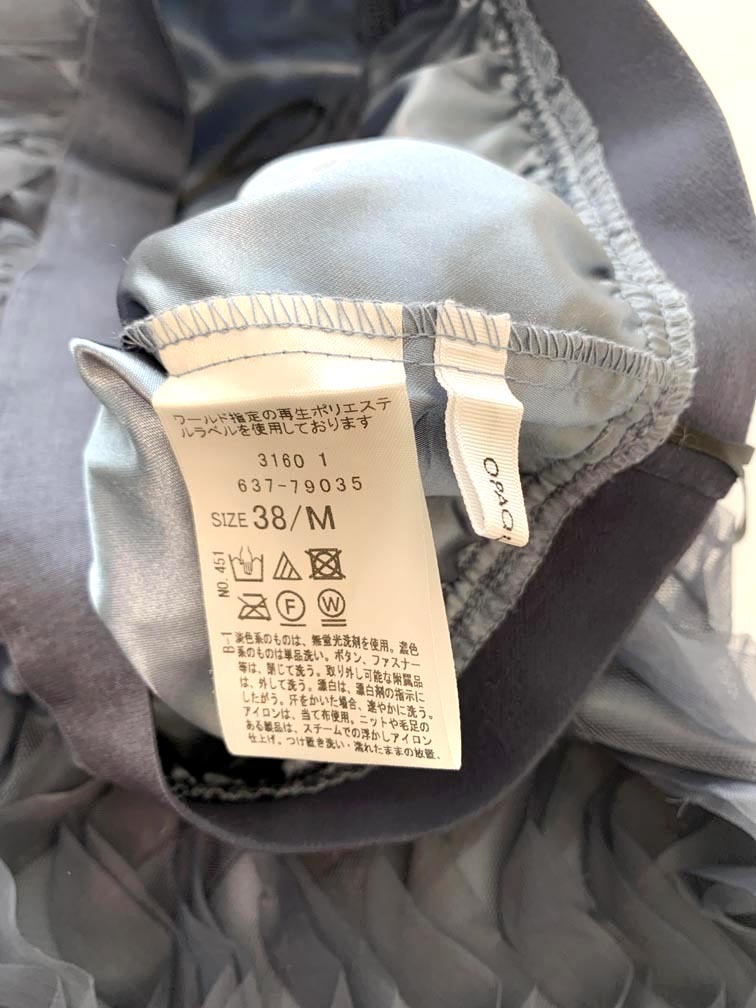 ワールド指定の再生ポリエステ
ルラベルを使用しております
3160 1
637-79035
SIZE 38/M
NO. 451
F W
B-1
淡色系のものは、無蛍光洗剤を使用。濃色
系のものは単品洗い。ボタン、ファスナー
等は、閉じて洗う。取り外し可能な附属品
は、外して洗う。漂白は、漂白剤の指示に
したがう。汗をかいた場合、速やかに洗う。
アイロンは、当て布使用。ニットや毛足の
ある製品は、スチームでの浮かしアイロン
仕上げ。つけ置き洗い・濡れたままの放置、
OPAQU